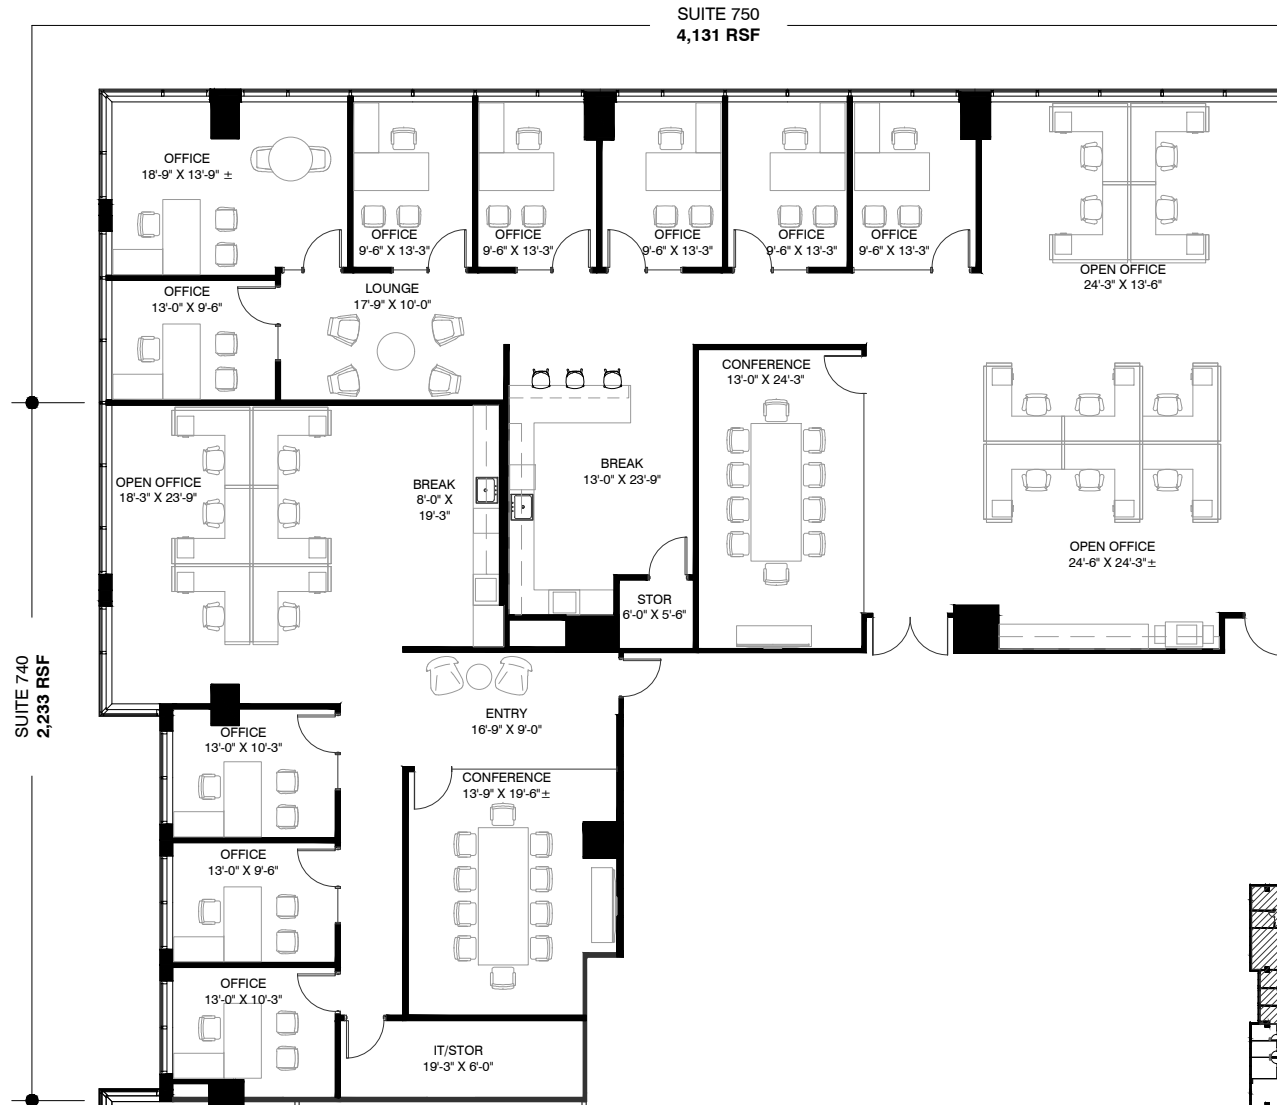 SUITE 750
4,131 RSF
OFFICE
18'-9" X 13'-9" ±
OFFICE
9'-6" X 13'-3"
OFFICE
9'-6" X 13'-3"
OFFICE
9'-6" X 13'-3"
OFFICE
9'-6" X 13'-3"
OFFICE
9'-6" X 13'-3"
OPEN OFFICE
24'-3" X 13'-6"
OFFICE
13'-0" X 9'-6"
LOUNGE
17'-9" X 10'-0"
CONFERENCE
13'-0" X 24'-3"
OPEN OFFICE
18'-3" X 23'-9"
BREAK
8'-0" X
19'-3"
BREAK
13'-0" X 23'-9"
OPEN OFFICE
24'-6" X 24'-3"±
STOR
6'-0" X 5'-6"
SUITE 740
2,233 RSF
ENTRY
16'-9" X 9'-0"
OFFICE
13'-0" X 10'-3"
CONFERENCE
13'-9" X 19'-6"±
OFFICE
13'-0" X 9'-6"
OFFICE
13'-0" X 10'-3"
IT/STOR
19'-3" X 6'-0"